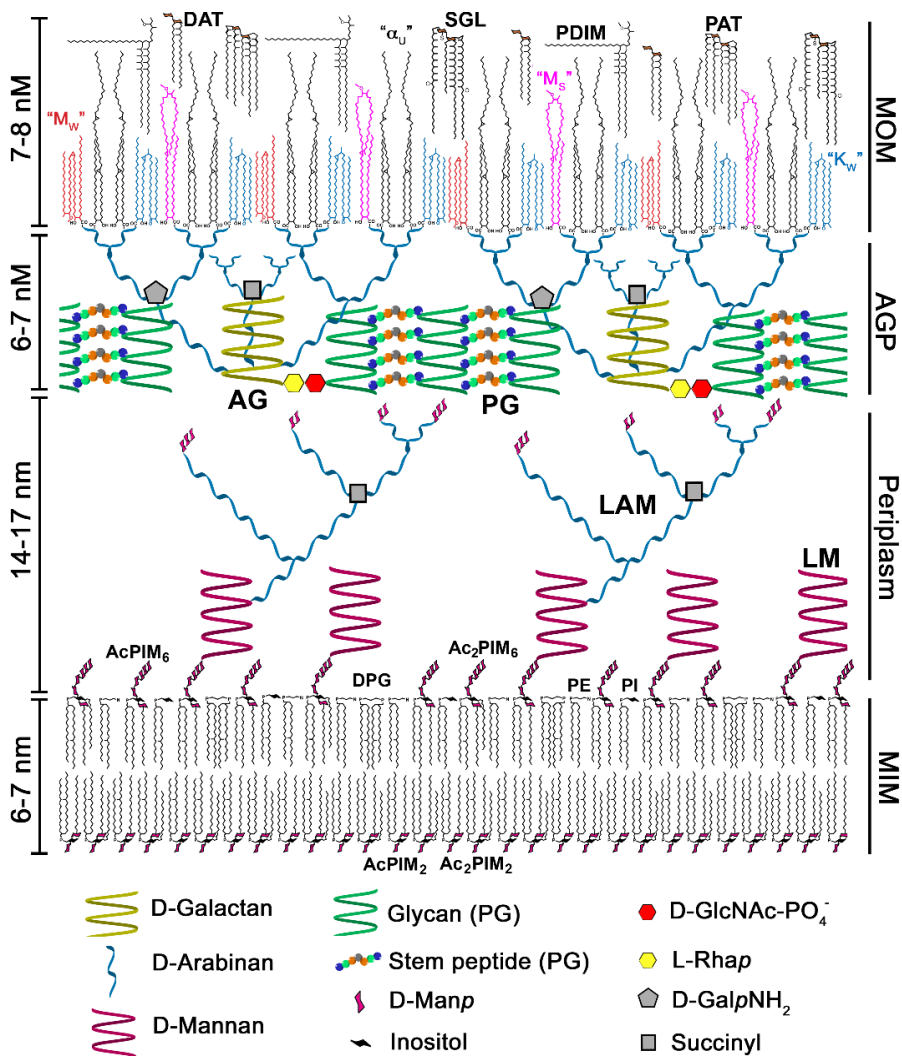 DAT
SGL
PDIM
PAT
"αU"
"MS"
"MW"
"KW"
7-8 nM
MOM
6-7 nM
AGP
AG
PG
14-17 nm
Periplasm
LAM
LM
AcPIM6
Ac2PIM6
DPG
PE
PI
6-7 nm
MIM
AcPIM2
Ac2PIM2
D-Galactan
Glycan (PG)
D-GlcNAc-PO4-
D-Arabinan
Stem peptide (PG)
L-Rhap
D-Manp
D-GalpNH2
D-Mannan
Inositol
Succinyl